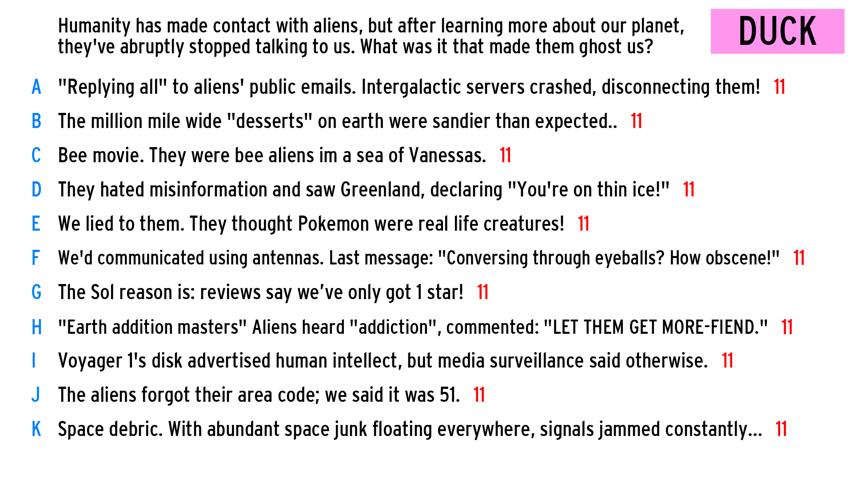 Humanity has made contact with aliens, but after learning more about our planet,
they've abruptly stopped talking to us. What was it that made them ghost us?
DUCK
A "Replying all" to aliens' public emails. Intergalactic servers crashed, disconnecting them! 11
B The million mile wide "desserts" on earth were sandier than expected.. 11
C Bee movie. They were bee aliens im a sea of Vanessas. 11
D They hated misinformation and saw Greenland, declaring "You're on thin ice!" 11
E We lied to them. They thought Pokemon were real life creatures! 11
F We'd communicated using antennas. Last message: "Conversing through eyeballs? How obscene!" 11
G The Sol reason is: reviews say we’ve only got 1 star! 11
H "Earth addition masters" Aliens heard "addiction", commented: "LET THEM GET MORE-FIEND." 11
I Voyager 1's disk advertised human intellect, but media surveillance said otherwise. 11
J The aliens forgot their area code; we said it was 51. 11
K Space debric. With abundant space junk floating everywhere, signals jammed constantly... 11